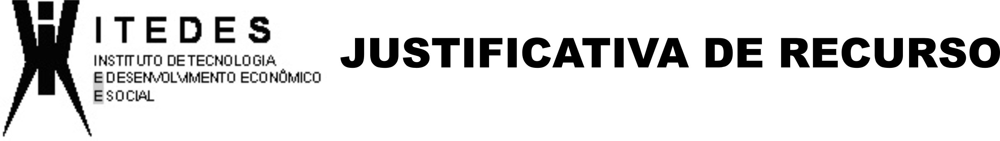 ITEDES
INSTITUTO DE TECNOLOGIA
E DESENVOLVIMENTO ECONÔMICO
E SOCIAL
JUSTIFICATIVA DE RECURSO